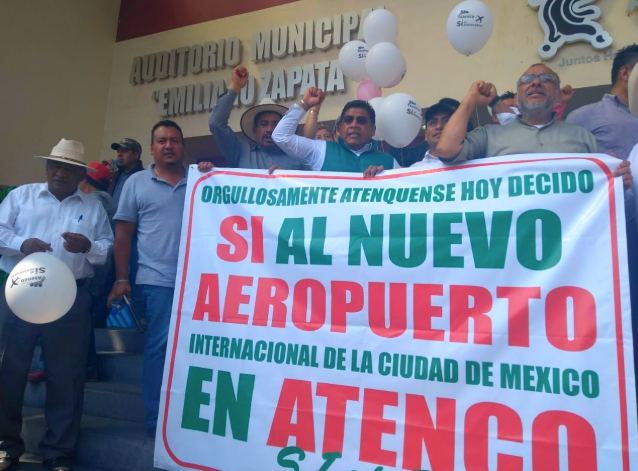 AUDITORIO MUNICIPAL
"EMILIANO ZAPATA
ORGULLOSAMENTE ATENQUENSE HOY DECIDO
SI AL NUEVO
AEROPUERTO
INTERNACIONAL DE LA CIUDAD DE MEXICO
EN ATENCO